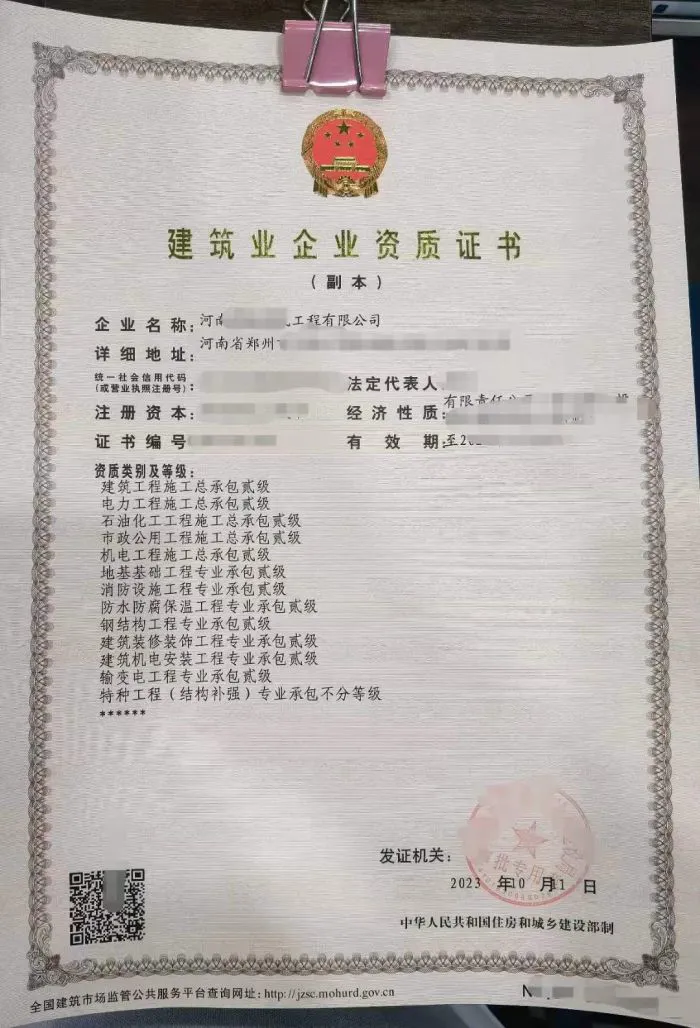 建筑业企业资质证书
（副本）
企业名称：河南 工程有限公司
详细地址：河南省郑州
统一社会信用代码
（或营业执照注册号）：
法定代表人
注册资本：
经济性质：有限责任公
证书编号
有效期：至202
资质类别及等级：
建筑工程施工总承包贰级
电力工程施工总承包贰级
石油化工工程施工总承包贰级
市政公用工程施工总承包贰级
机电工程施工总承包贰级
地基基础工程专业承包贰级
消防设施工程专业承包贰级
防水防腐保温工程专业承包贰级
钢结构工程专业承包贰级
建筑装修装饰工程专业承包贰级
建筑机电安装工程专业承包贰级
输变电工程专业承包贰级
特种工程（结构补强）专业承包不分等级
******
发证机关：
批专用
2023 年10 月11 日
中华人民共和国住房和城乡建设部制
全国建筑市场监管公共服务平台查询网址：http://jzsc.mohurd.gov.cn